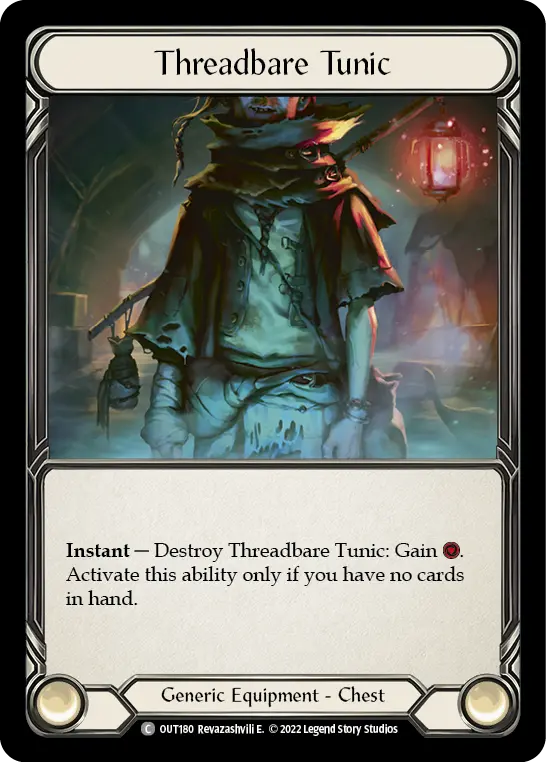 Threadbare Tunic
Instant — Destroy Threadbare Tunic: Gain .
Activate this ability only if you have no cards
in hand.
Generic Equipment - Chest
C OUT180 Revazashvili E. © 2022 Legend Story Studios